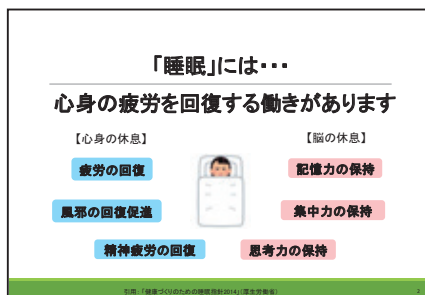 「睡眠」には・・・
心身の疲労を回復する働きがあります
【心身の休息】
【脳の休息】
疲労の回復
記憶力の保持
風邪の回復促進
集中力の保持
精神疲労の回復
思考力の保持
引用:「健康づくりのための睡眠指針2014」(厚生労働省)
2